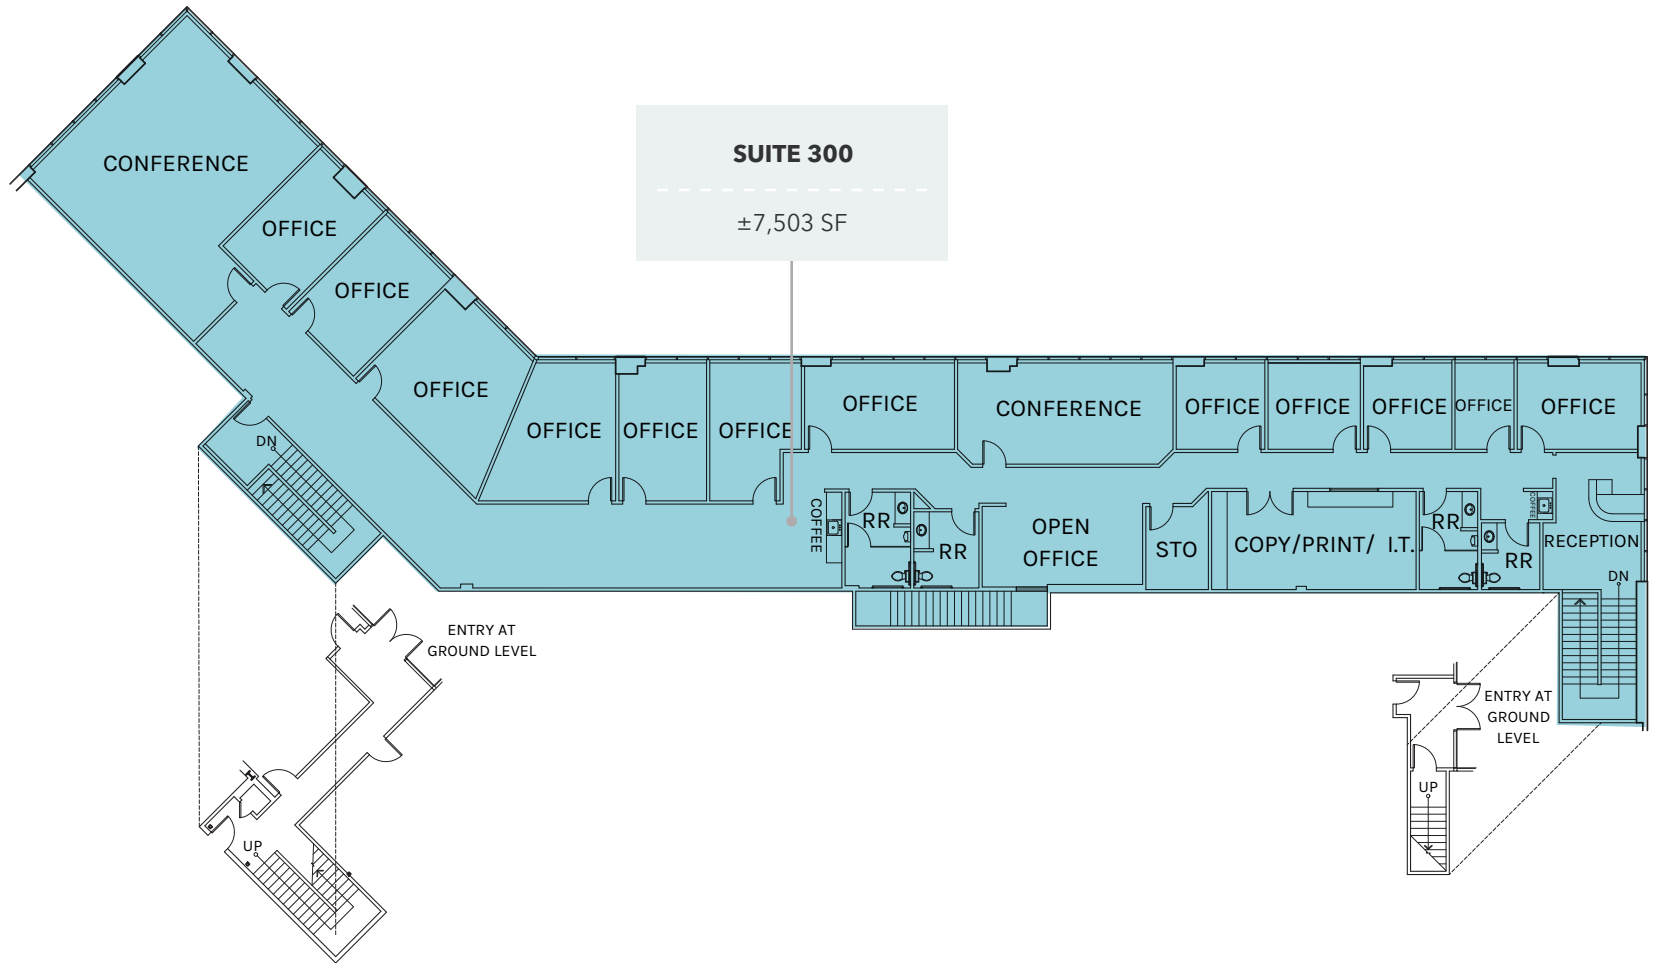 SUITE 300
±7,503 SF
CONFERENCE
OFFICE
OFFICE
OFFICE
OFFICE
OFFICE
OFFICE
OFFICE
CONFERENCE
OFFICE
OFFICE
OFFICE
OFFICE
OFFICE
DN
COFFEE
RR
RR
OPEN
OFFICE
STO
COPY/PRINT/ I.T.
RR
RR
COFFEE
RECEPTION
DN
ENTRY AT
GROUND LEVEL
UP
ENTRY AT
GROUND
LEVEL
UP